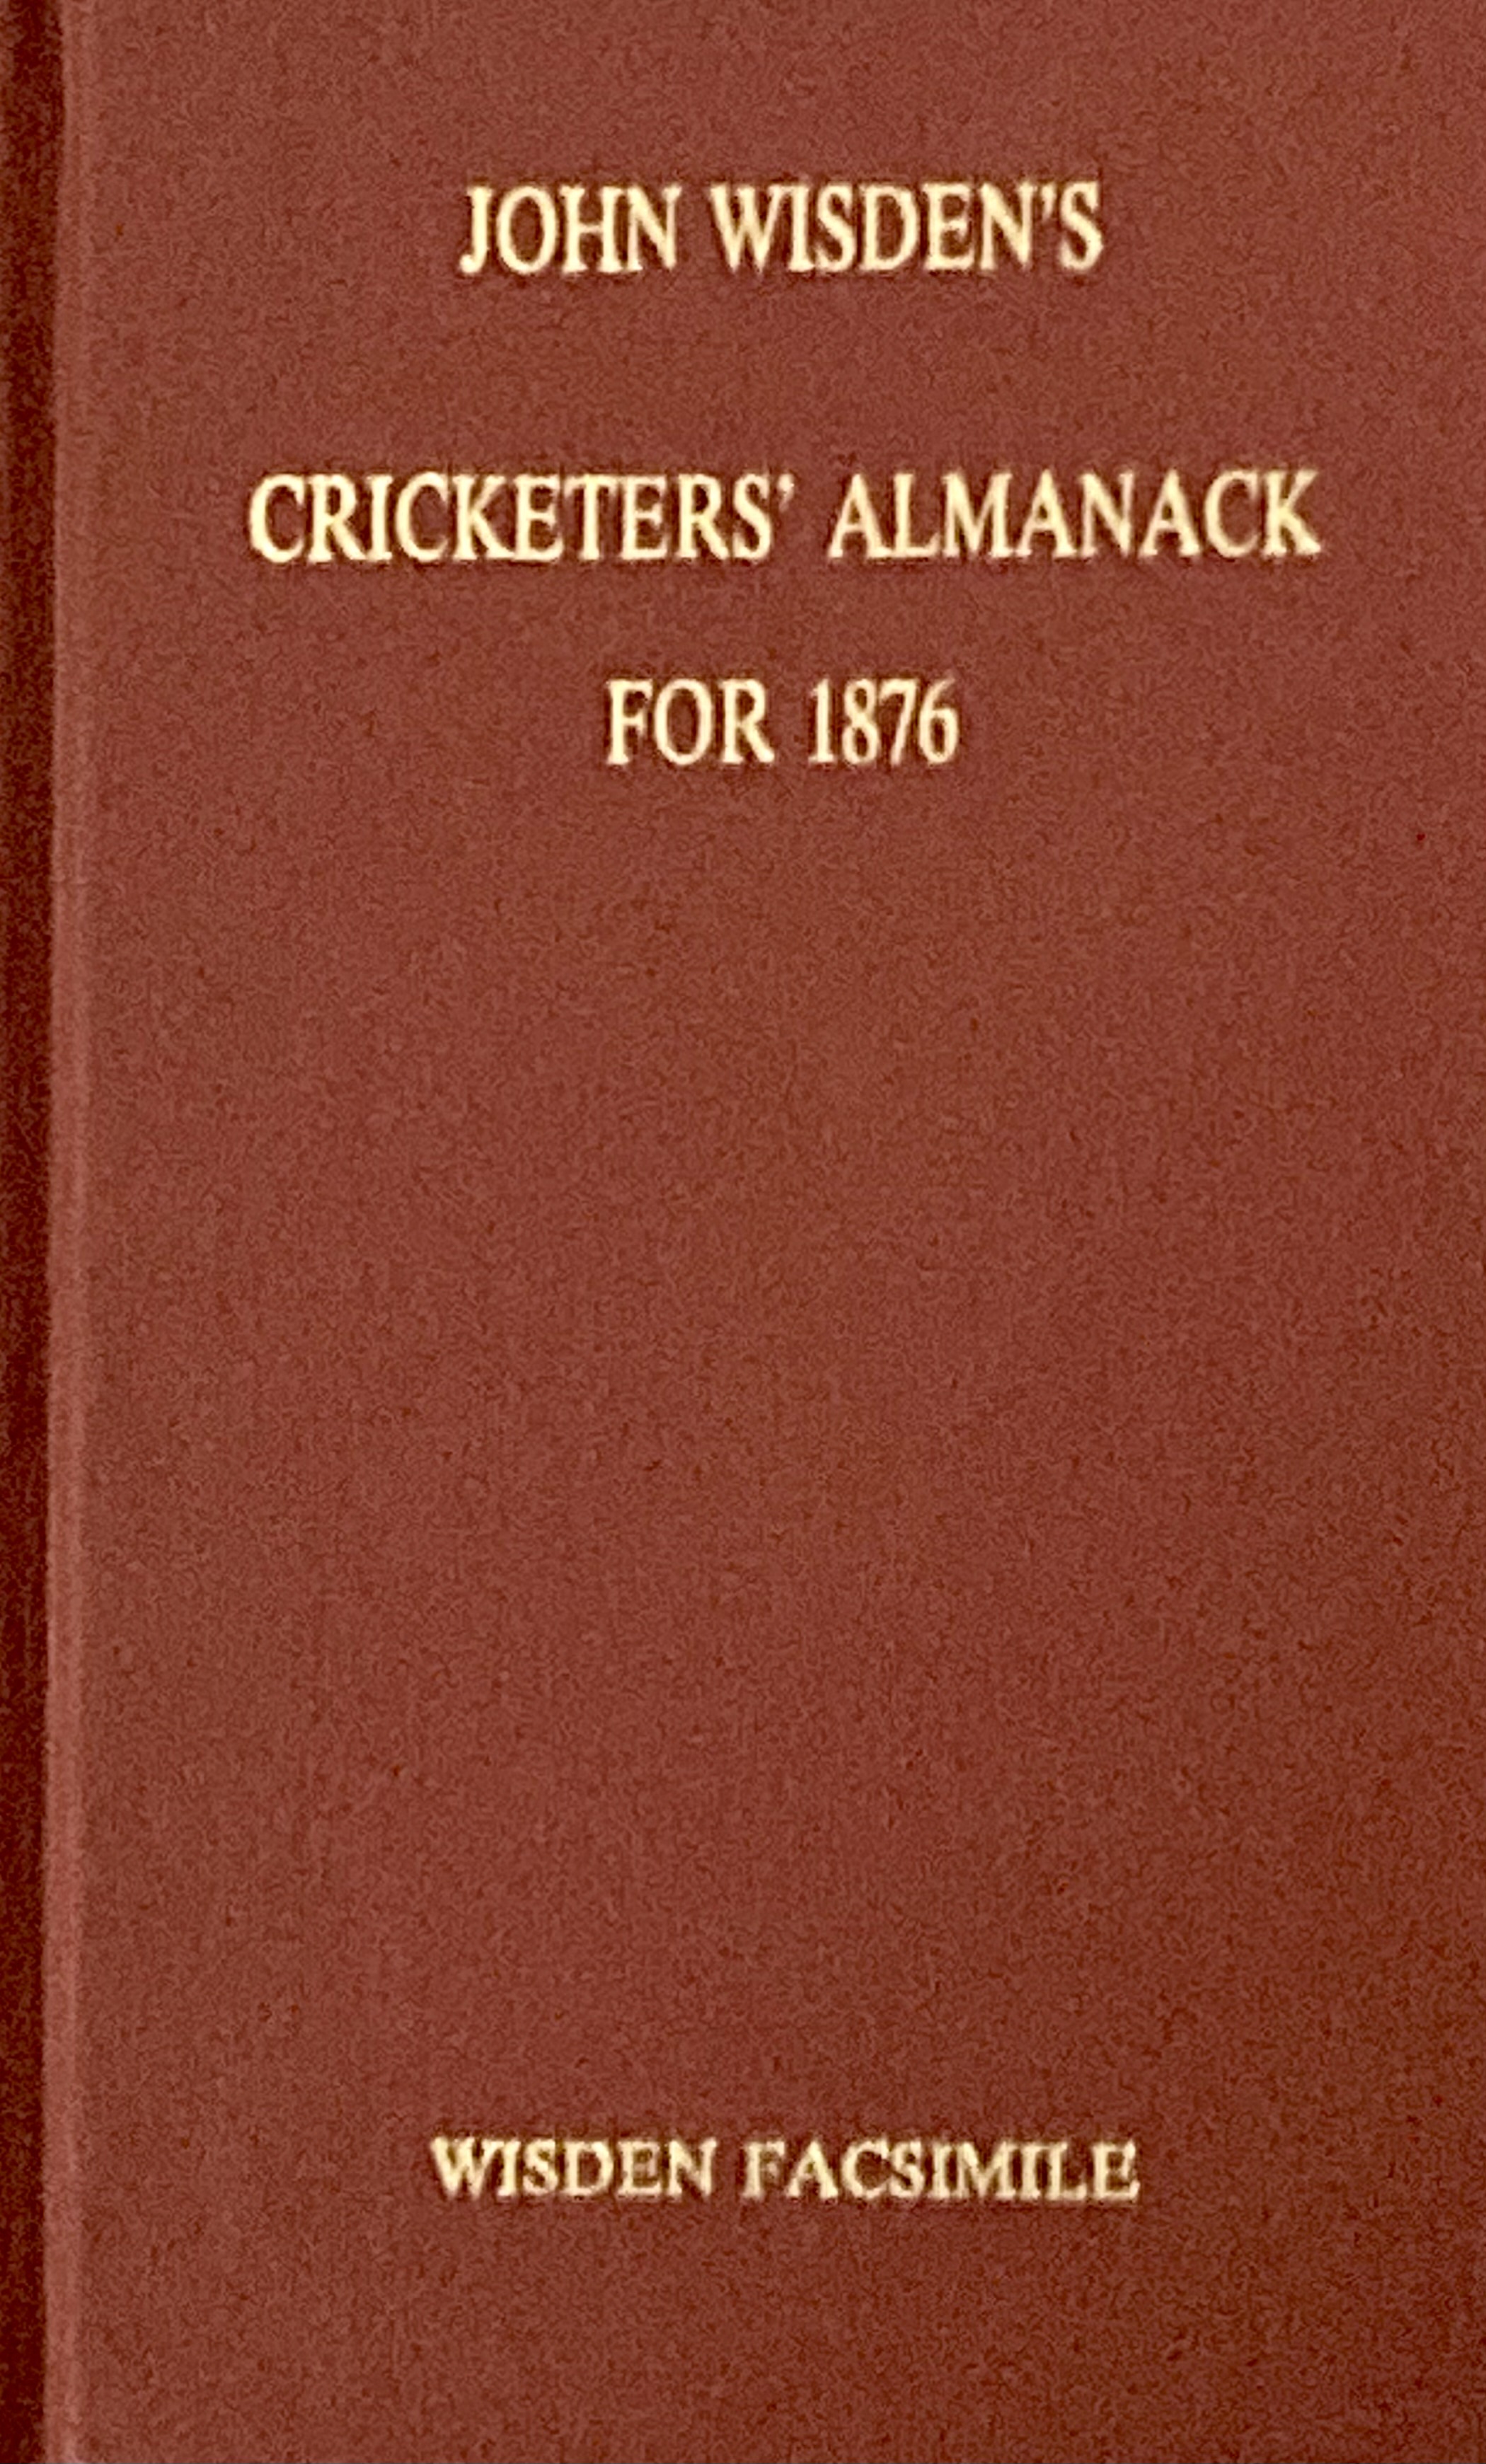 JOHN WISDEN'S
CRICKETERS' ALMANACK
FOR 1876
WISDEN FACSIMILE